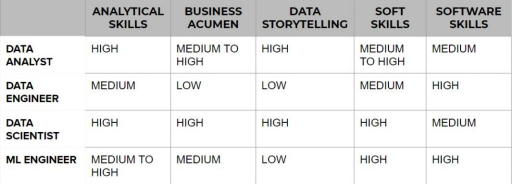 ANALYTICAL SKILLS BUSINESS ACUMEN DATA STORYTELLING SOFT SKILLS SOFTWARE SKILLS
DATA ANALYST HIGH MEDIUM TO HIGH HIGH MEDIUM TO HIGH MEDIUM
DATA ENGINEER MEDIUM LOW LOW MEDIUM HIGH
DATA SCIENTIST HIGH HIGH HIGH HIGH MEDIUM
ML ENGINEER MEDIUM TO HIGH MEDIUM LOW HIGH HIGH